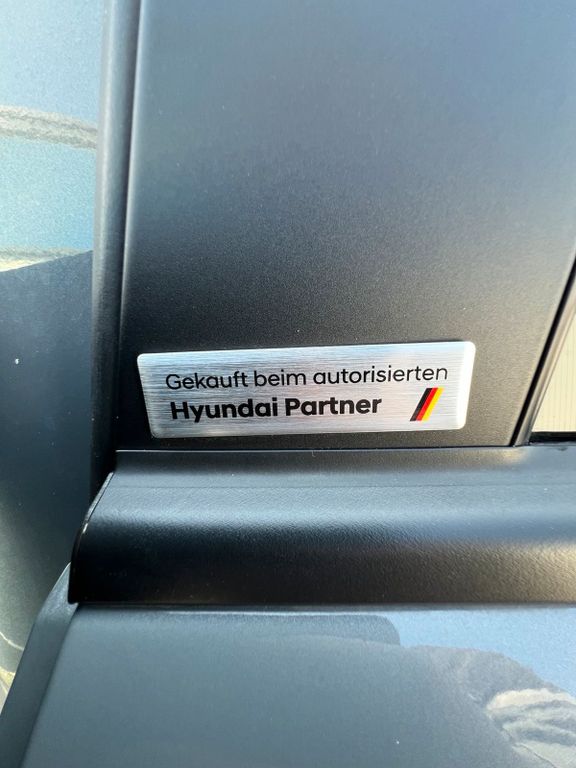 Gekauft beim autorisierten
Hyundai Partner